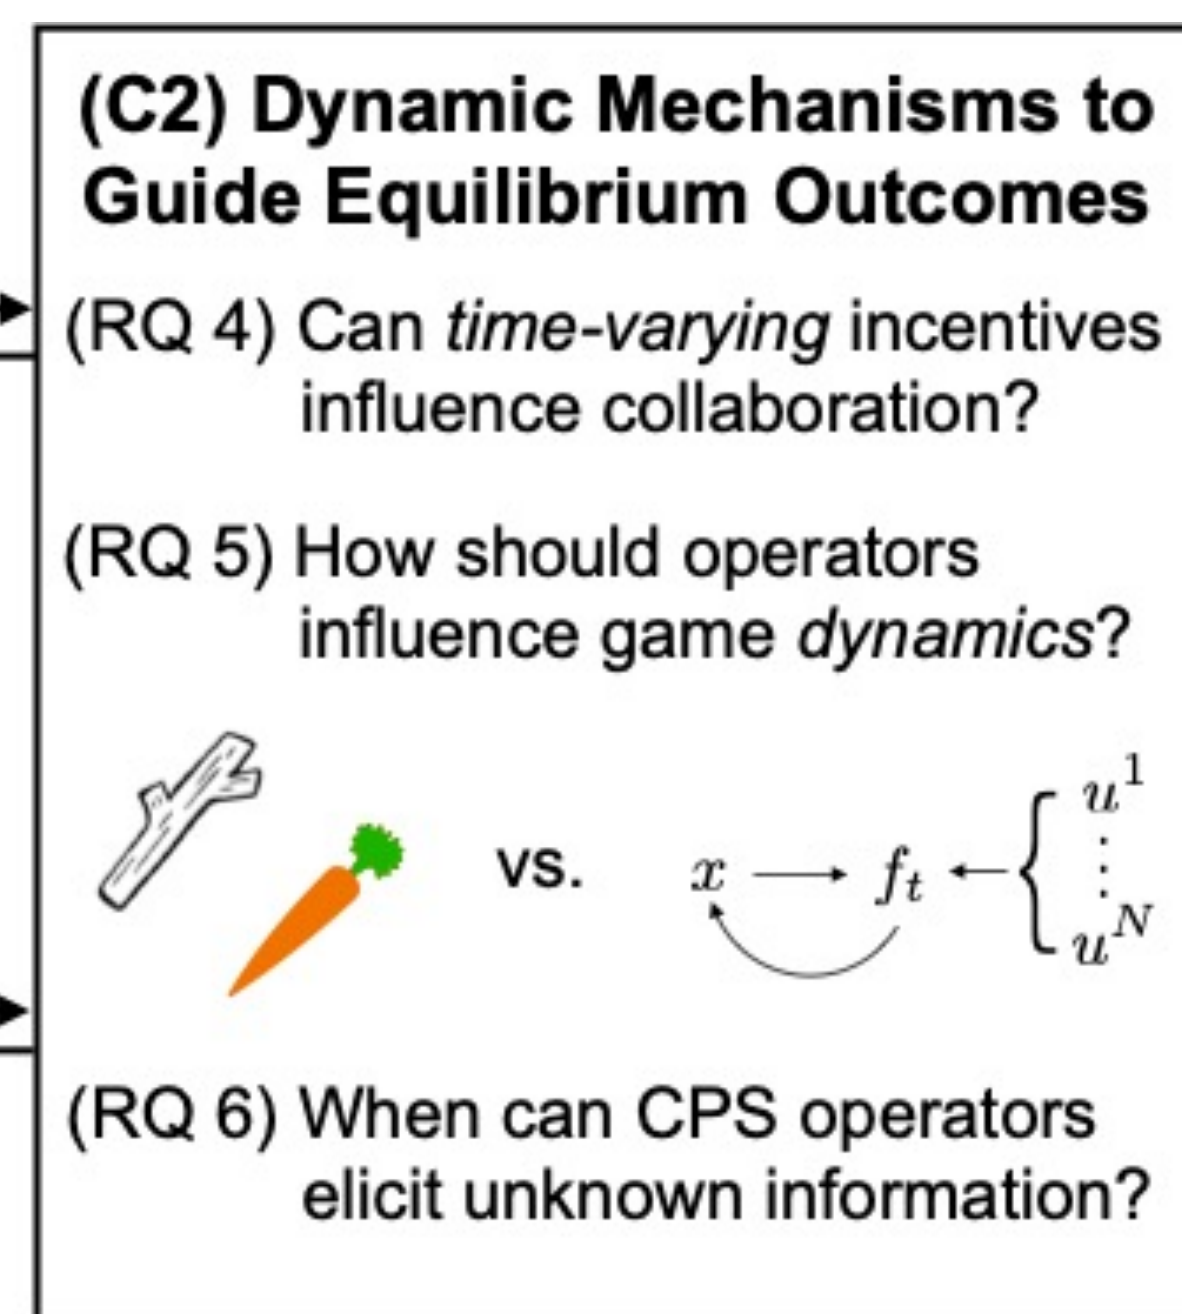 (C2) Dynamic Mechanisms to
Guide Equilibrium Outcomes
(RQ 4) Can time-varying incentives
influence collaboration?
(RQ 5) How should operators
influence game dynamics?
vs. x → f_t ← { u^1 ⋮ u^N
(RQ 6) When can CPS operators
elicit unknown information?